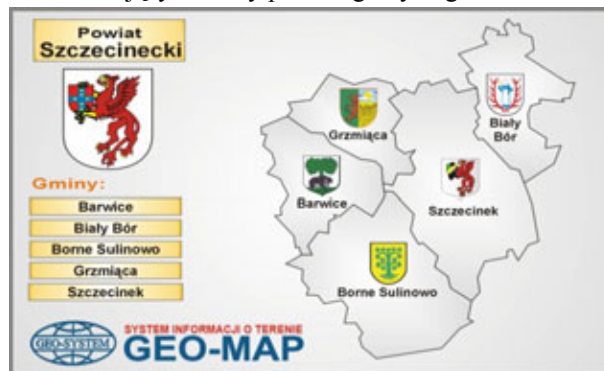 Powiat
Szczecinecki
Gminy:
Barwice
Biały Bór
Borne Sulinowo
Grzmiąca
Szczecinek
Grzmiąca
Biały
Bór
Barwice
Szczecinek
Borne Sulinowo
GEO-SYSTEM
SYSTEM INFORMACJI O TERENIE
GEO-MAP